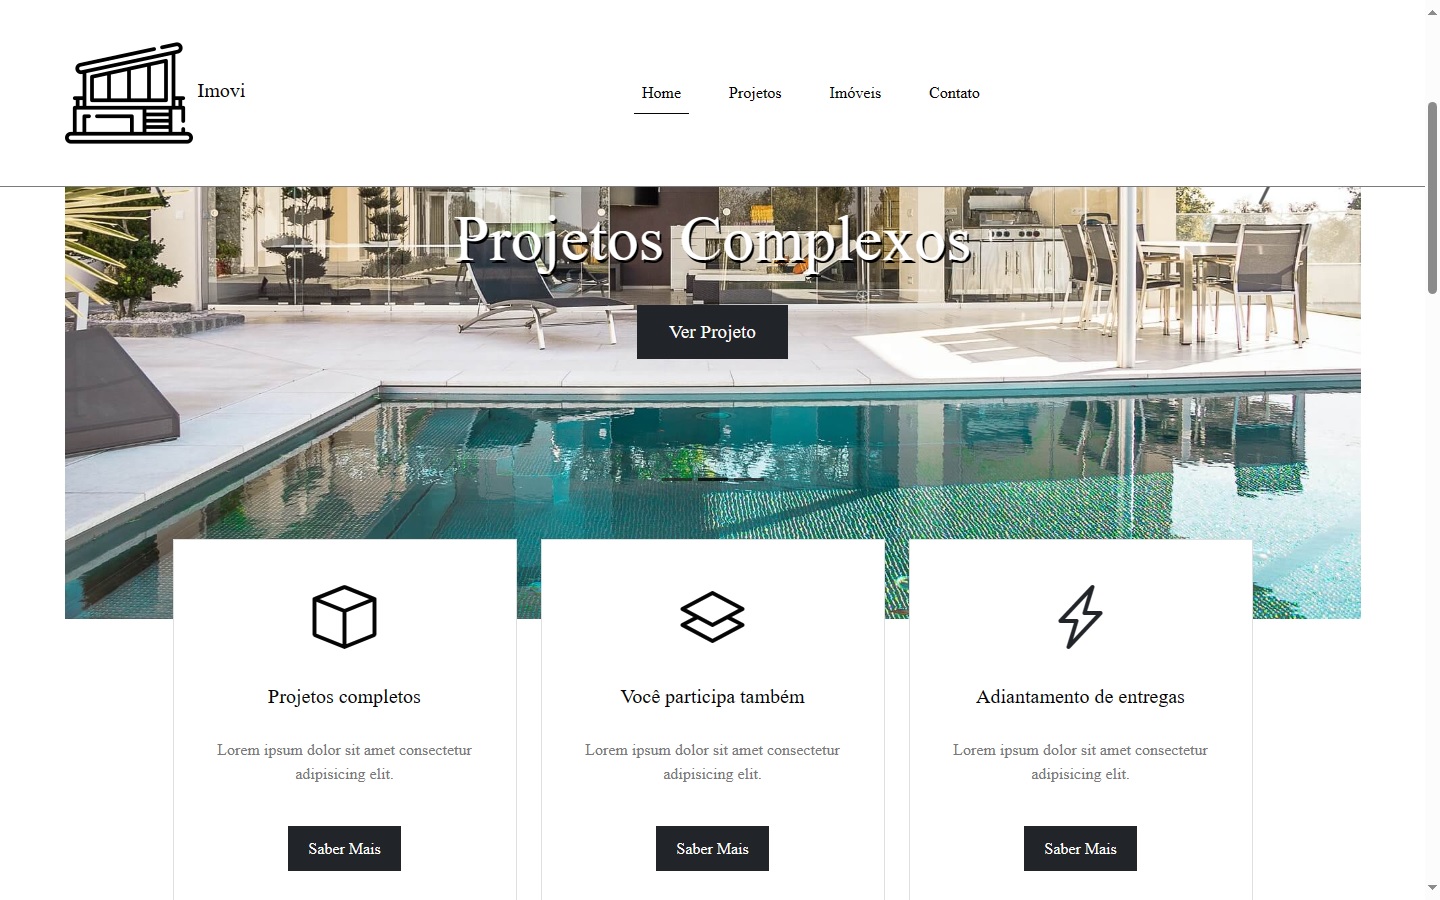 Imovi
Home
Projetos
Imóveis
Contato
Projetos Complexos
Ver Projeto
Projetos completos
Lorem ipsum dolor sit amet consectetur
adipisicing elit.
Saber Mais
Você participa também
Lorem ipsum dolor sit amet consectetur
adipisicing elit.
Saber Mais
Adiantamento de entregas
Lorem ipsum dolor sit amet consectetur
adipisicing elit.
Saber Mais